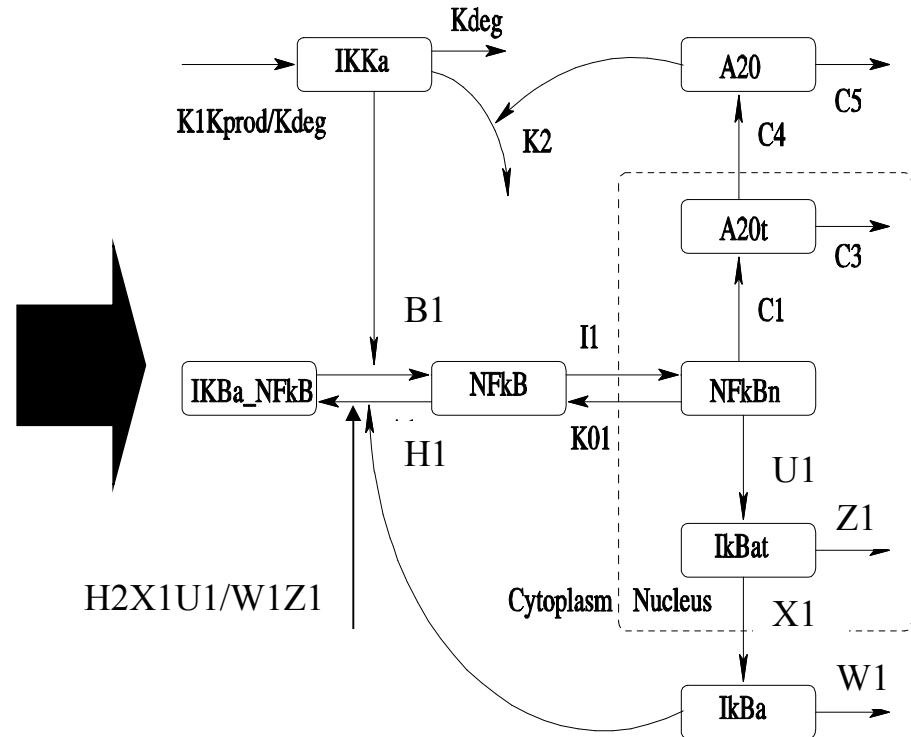 Kdeg
IKKa
A20
K1Kprod/Kdeg
K2
C5
C4
A20t
C3
B1
I1
C1
IKBa_NFkB
NFkB
NFkBn
H1
K01
U1
Z1
IkBat
H2X1U1/W1Z1
Cytoplasm
Nucleus
X1
W1
IkBa